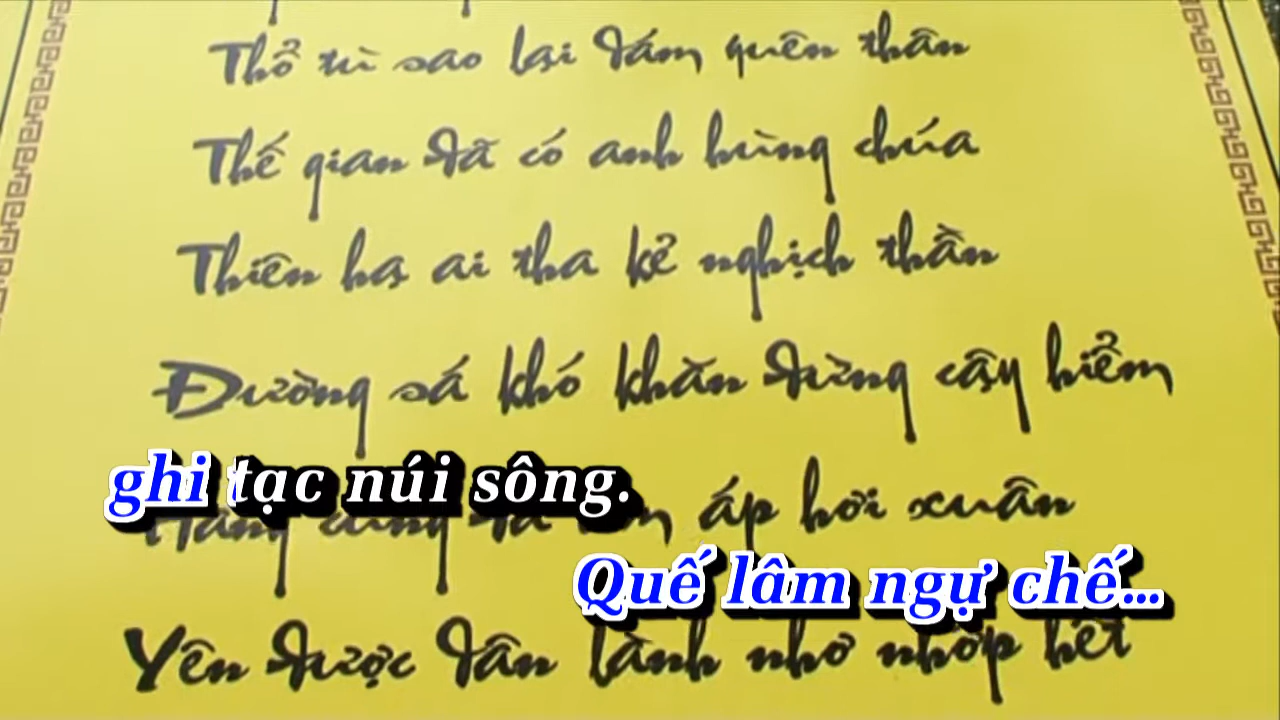 Thổ tù sao lại dám quên thân
Thế gian đã có anh hùng chúa
Thiên hạ ai tha kẻ nghịch thần
Đường sá khó khăn đừng cậy hiểm
ghi tạc núi sông.
áp hơi xuân
Quế lâm ngự chế...
Yên được dân lành nhơ nhớp hết